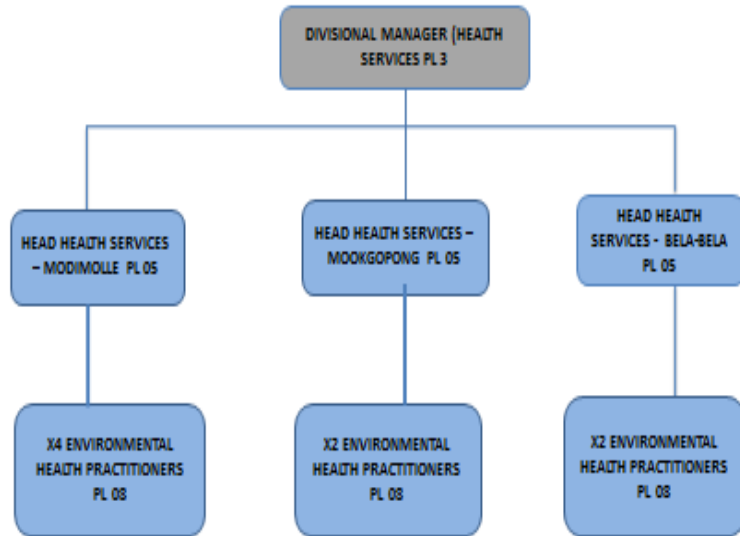 DIVISIONAL MANAGER (HEALTH
SERVICES PL 3
HEAD HEALTH SERVICES
– MODIMOLLE PL 05
HEAD HEALTH SERVICES –
MOOKGOPONG PL 05
HEAD HEALTH
SERVICES - BELA-BELA
PL 05
X4 ENVIRONMENTAL
HEALTH PRACTITIONERS
PL 08
X2 ENVIRONMENTAL
HEALTH PRACTITIONERS
PL 08
X2 ENVIRONMENTAL
HEALTH PRACTITIONERS
PL 08